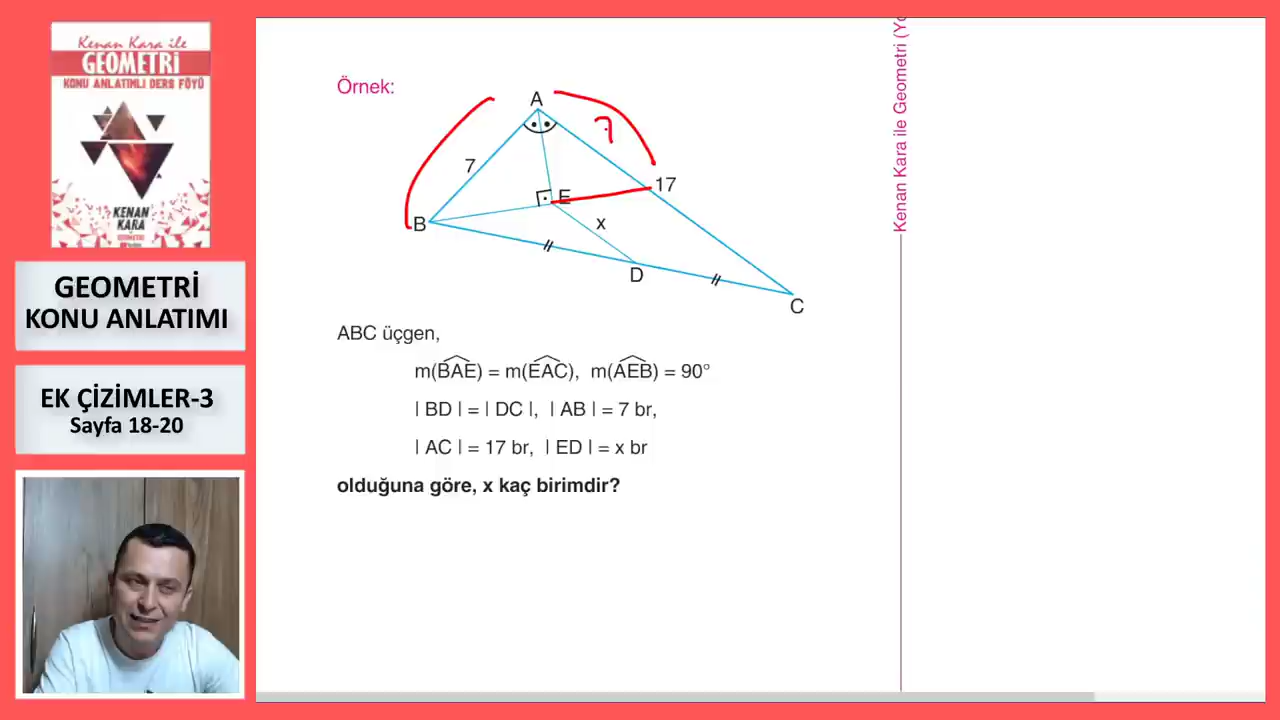 Kenan Kara ile
GEOMETRİ
KONU ANLATIMLI DERS FÖYÜ
KENAN
KARA
GEOMETRİ
KONU ANLATIMI
EK ÇİZİMLER-3
Sayfa 18-20
Örnek:
A
7
7
17
E
B
x
D
C
ABC üçgen,
m(BAE) = m(EAC), m(AEB) = 90°
| BD | = | DC |, | AB | = 7 br,
| AC | = 17 br, | ED | = x br
olduğuna göre, x kaç birimdir?
Kenan Kara ile Geometri (Yo